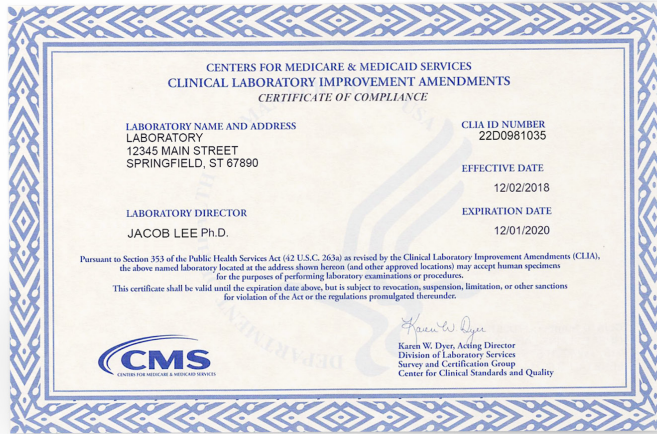 CENTERS FOR MEDICARE & MEDICAID SERVICES
CLINICAL LABORATORY IMPROVEMENT AMENDMENTS
CERTIFICATE OF COMPLIANCE
LABORATORY NAME AND ADDRESS
LABORATORY
12345 MAIN STREET
SPRINGFIELD, ST 67890
CLIA ID NUMBER
22D0981035
EFFECTIVE DATE
12/02/2018
LABORATORY DIRECTOR
JACOB LEE Ph.D.
EXPIRATION DATE
12/01/2020
Pursuant to Section 353 of the Public Health Services Act (42 U.S.C. 263a) as revised by the Clinical Laboratory Improvement Amendments (CLIA),
the above named laboratory located at the address shown hereon (and other approved locations) may accept human specimens
for the purposes of performing laboratory examinations or procedures.
This certificate shall be valid until the expiration date above, but is subject to revocation, suspension, limitation, or other sanctions
for violation of the Act or the regulations promulgated thereunder.
Karen W. Dyer
Karen W. Dyer, Acting Director
Division of Laboratory Services
Survey and Certification Group
Center for Clinical Standards and Quality
CMS
CENTERS FOR MEDICARE & MEDICAID SERVICES
DEPARTMENT
USA